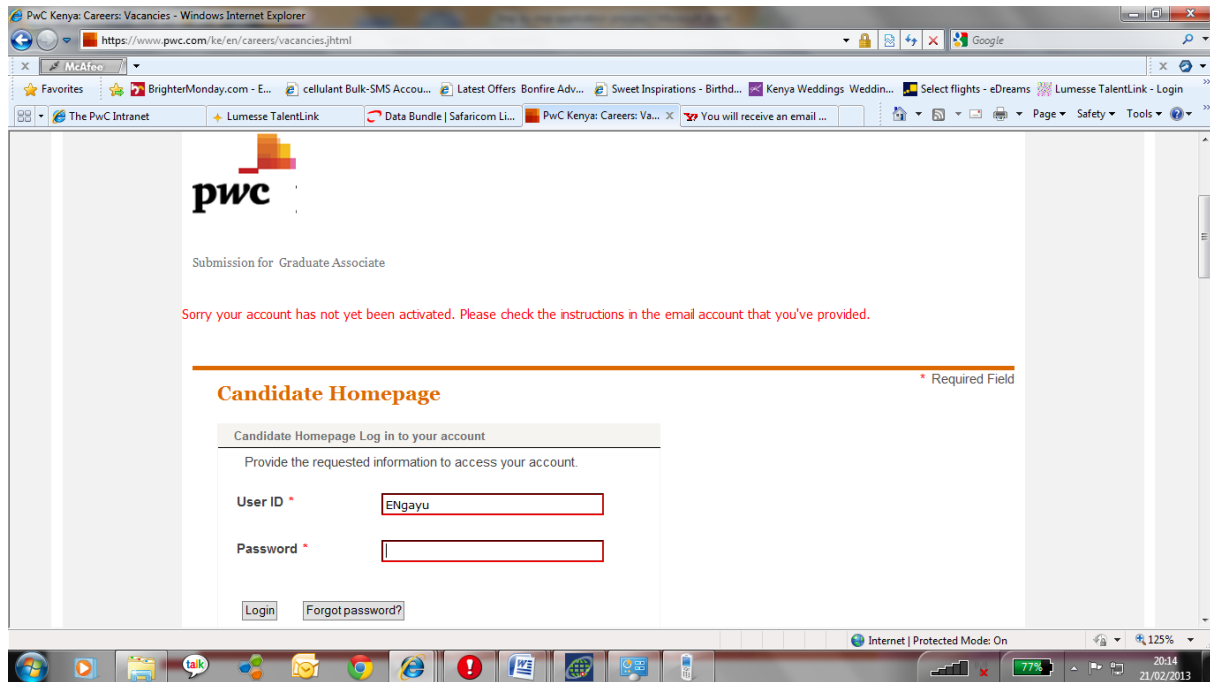 PwC Kenya: Careers: Vacancies - Windows Internet Explorer
https://www.pwc.com/ke/en/careers/vacancies.jhtml
Google
x McAfee
Favorites BrighterMonday.com - E... cellulant Bulk-SMS Accou... Latest Offers Bonfire Adv... Sweet Inspirations - Birthd... Kenya Weddings Weddin... Select flights - eDreams Lumesse TalentLink - Login
The PwC Intranet Lumesse TalentLink Data Bundle | Safaricom Li... PwC Kenya: Careers: Va... x You will receive an email ... Page Safety Tools
pwc
Submission for Graduate Associate
Sorry your account has not yet been activated. Please check the instructions in the email account that you've provided.
* Required Field
Candidate Homepage
Candidate Homepage Log in to your account
Provide the requested information to access your account.
User ID * ENgayu
Password *
Login Forgot password?
Internet | Protected Mode: On 125%
talk 77% 20:14
21/02/2013